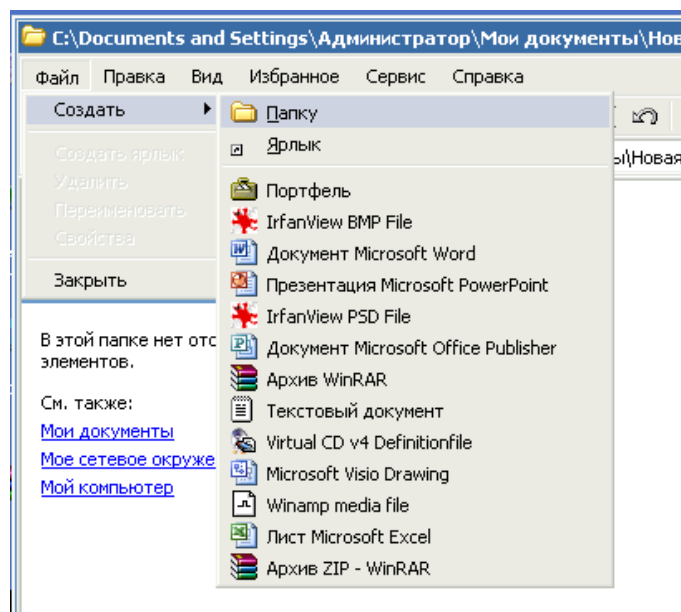 C:\Documents and Settings\Администратор\Мои документы\Нов
Файл Правка Вид Избранное Сервис Справка
Создать
Создать ярлык
Удалить
Переименовать
Свойства
Закрыть
Папку
Ярлык
Портфель
IrfanView BMP File
Документ Microsoft Word
Презентация Microsoft PowerPoint
IrfanView PSD File
Документ Microsoft Office Publisher
Архив WinRAR
Текстовый документ
Virtual CD v4 Definitionfile
Microsoft Visio Drawing
Winamp media file
Лист Microsoft Excel
Архив ZIP - WinRAR
ы\Новая
В этой папке нет отс
элементов.
См. также:
Мои документы
Мое сетевое окруже
Мой компьютер